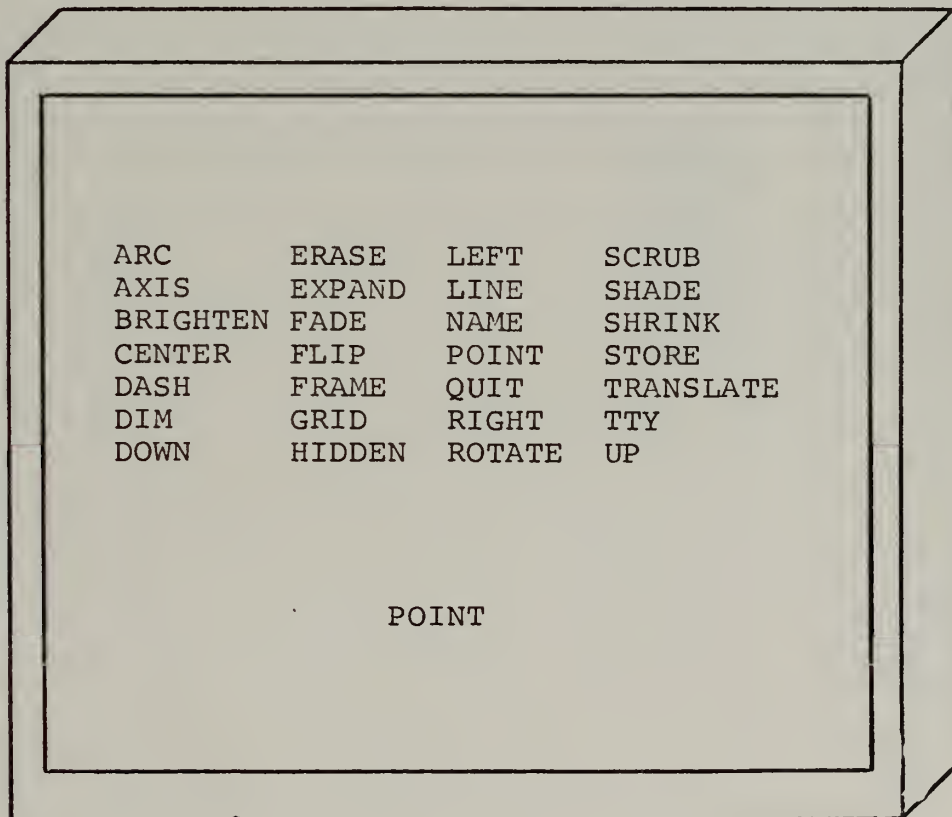 ARC ERASE LEFT SCRUB
AXIS EXPAND LINE SHADE
BRIGHTEN FADE NAME SHRINK
CENTER FLIP POINT STORE
DASH FRAME QUIT TRANSLATE
DIM GRID RIGHT TTY
DOWN HIDDEN ROTATE UP
POINT